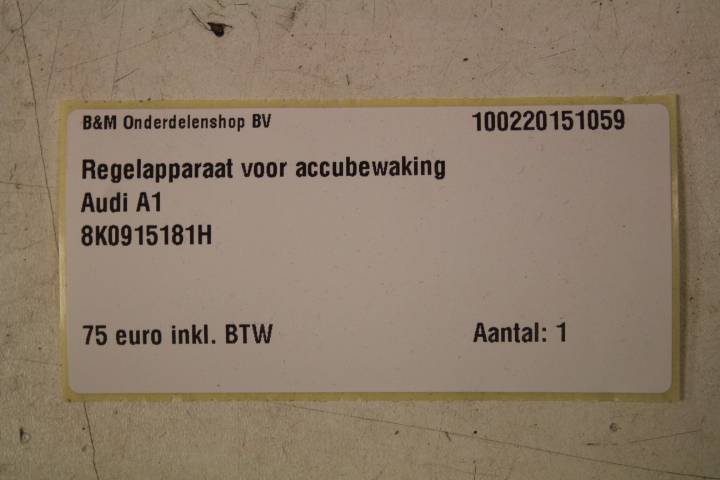 B&M Onderdelenshop BV 100220151059
Regelapparaat voor accubewaking
Audi A1
8K0915181H
75 euro inkl. BTW Aantal: 1